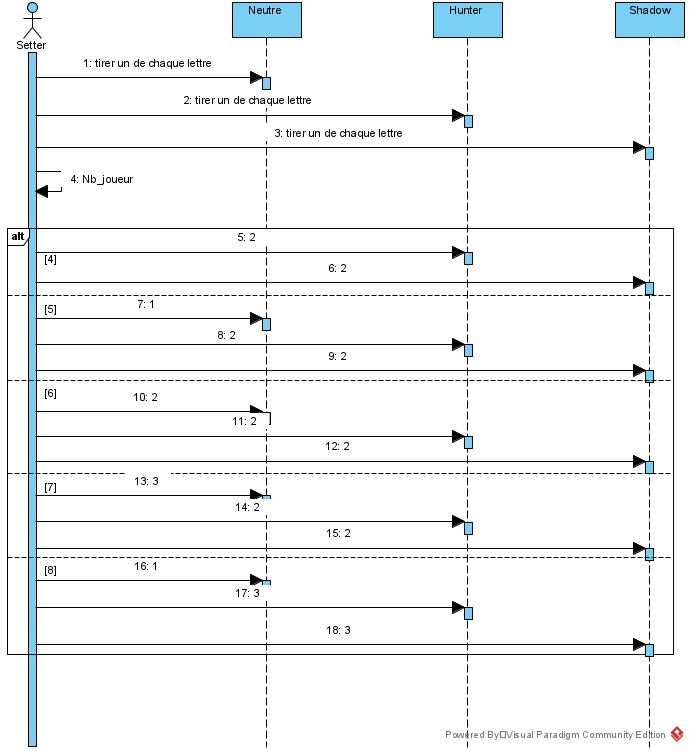 Neutre
Hunter
Shadow
Setter
1: tirer un de chaque lettre
2: tirer un de chaque lettre
3: tirer un de chaque lettre
4: Nb_joueur
alt
5: 2
[4]
6: 2
[5]
7: 1
8: 2
9: 2
[6]
10: 2
11: 2
12: 2
[7]
13: 3
14: 2
15: 2
[8]
16: 1
17: 3
18: 3
Powered By□Visual Paradigm Community Edition